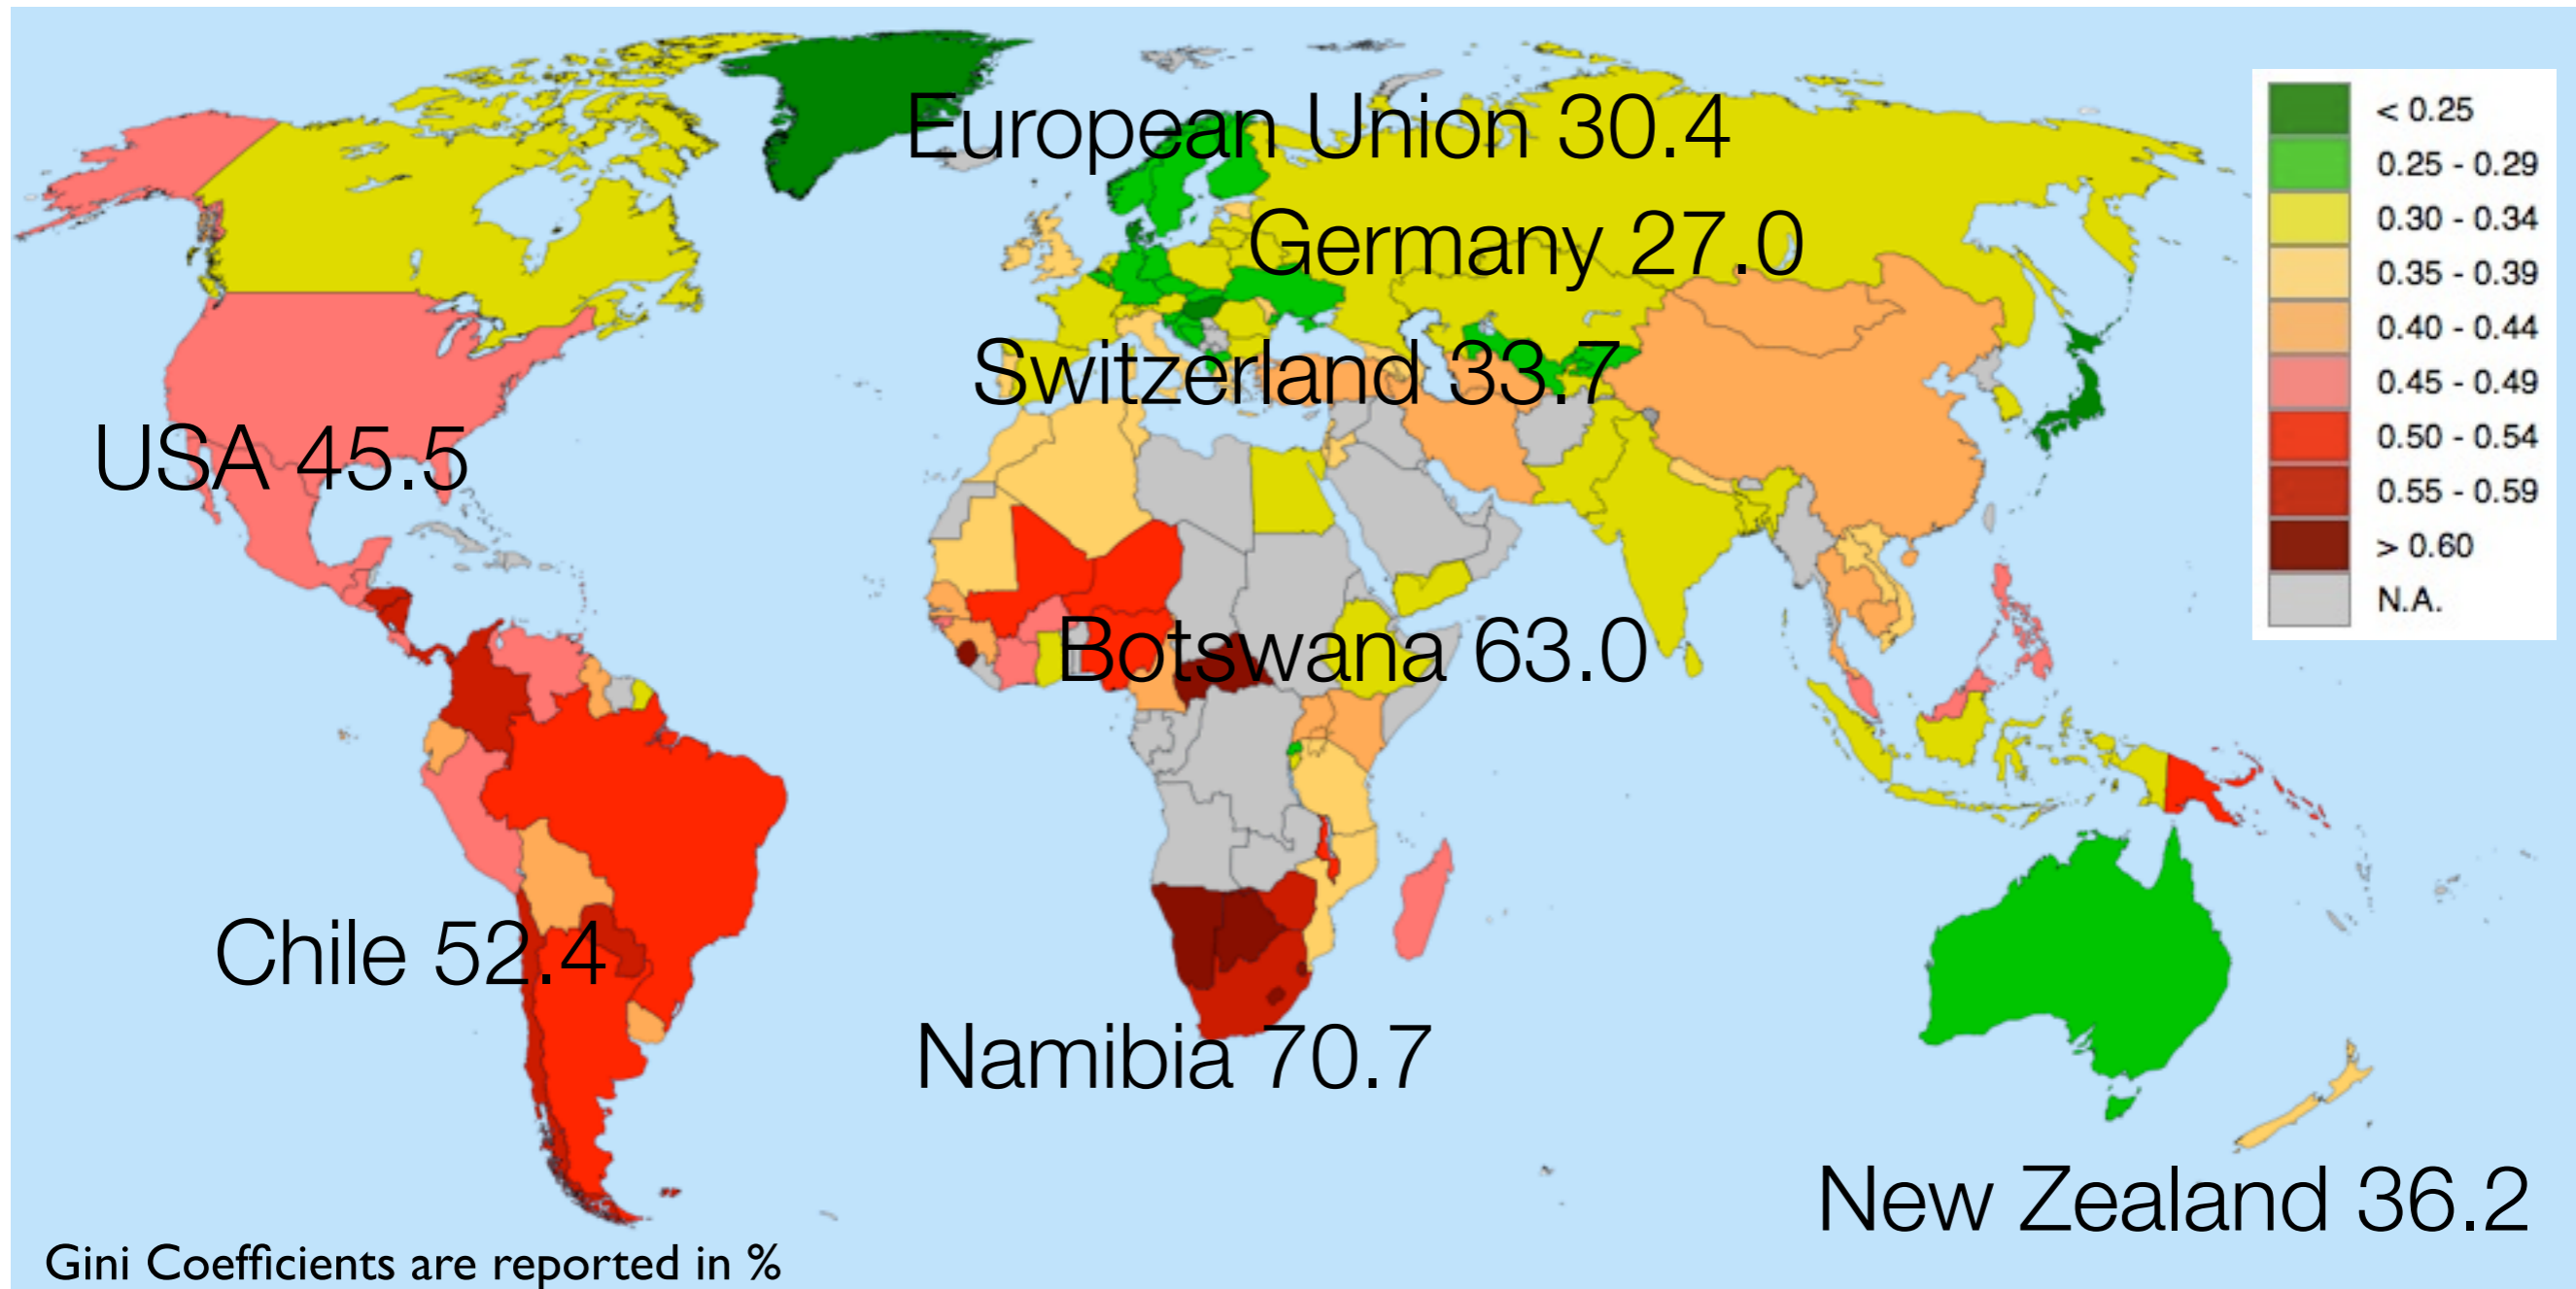 European Union 30.4
Germany 27.0
Switzerland 33.7
USA 45.5
Botswana 63.0
Chile 52.4
Namibia 70.7
New Zealand 36.2
Gini Coefficients are reported in %
< 0.25
0.25 - 0.29
0.30 - 0.34
0.35 - 0.39
0.40 - 0.44
0.45 - 0.49
0.50 - 0.54
0.55 - 0.59
> 0.60
N.A.